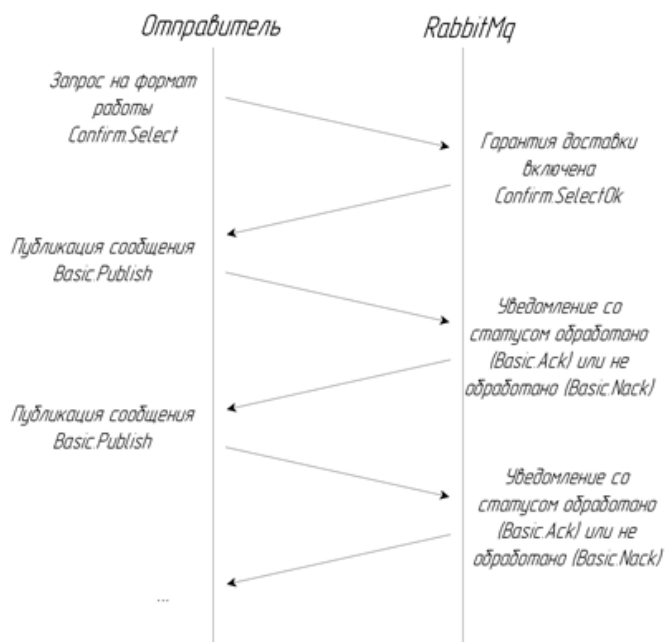 Отправитель
RabbitMq
Запрос на формат
работы
Confirm.Select
Гарантия доставки
включена
Confirm.SelectOk
Публикация сообщения
Basic.Publish
Уведомление со
статусом обработано
(Basic.Ack) или не
обработано (Basic.Nack)
Публикация сообщения
Basic.Publish
Уведомление со
статусом обработано
(Basic.Ack) или не
обработано (Basic.Nack)
...